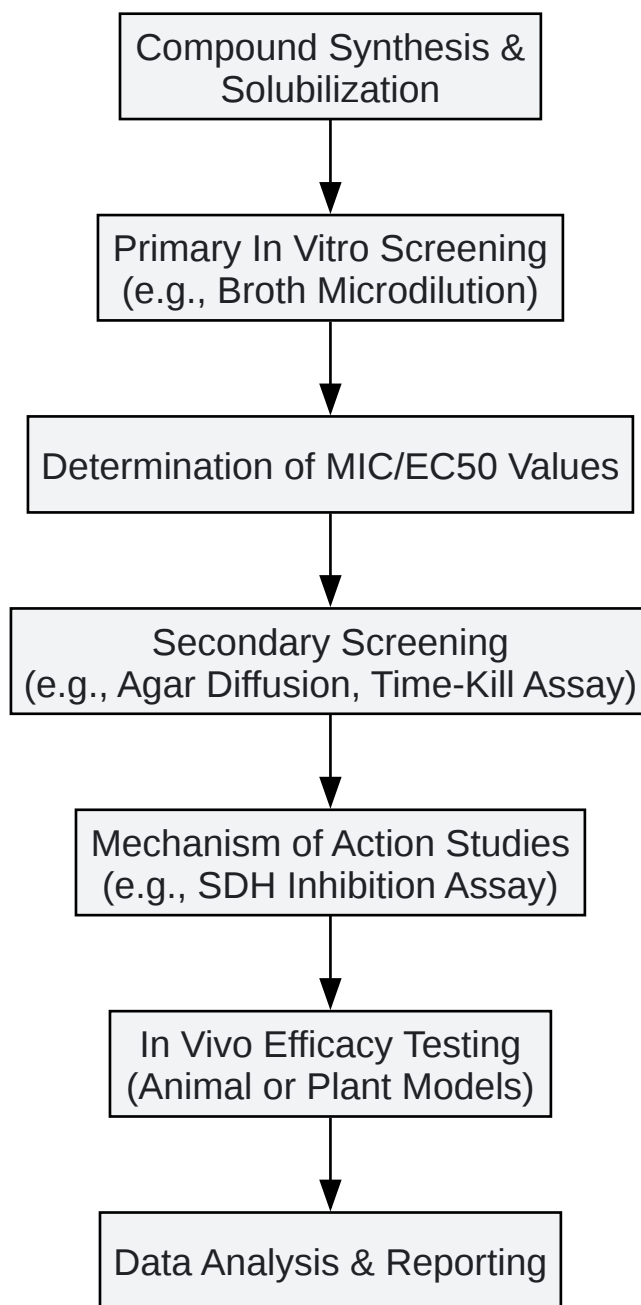 Compound Synthesis &
Solubilization
Primary In Vitro Screening
(e.g., Broth Microdilution)
Determination of MIC/EC50 Values
Secondary Screening
(e.g., Agar Diffusion, Time-Kill Assay)
Mechanism of Action Studies
(e.g., SDH Inhibition Assay)
In Vivo Efficacy Testing
(Animal or Plant Models)
Data Analysis & Reporting